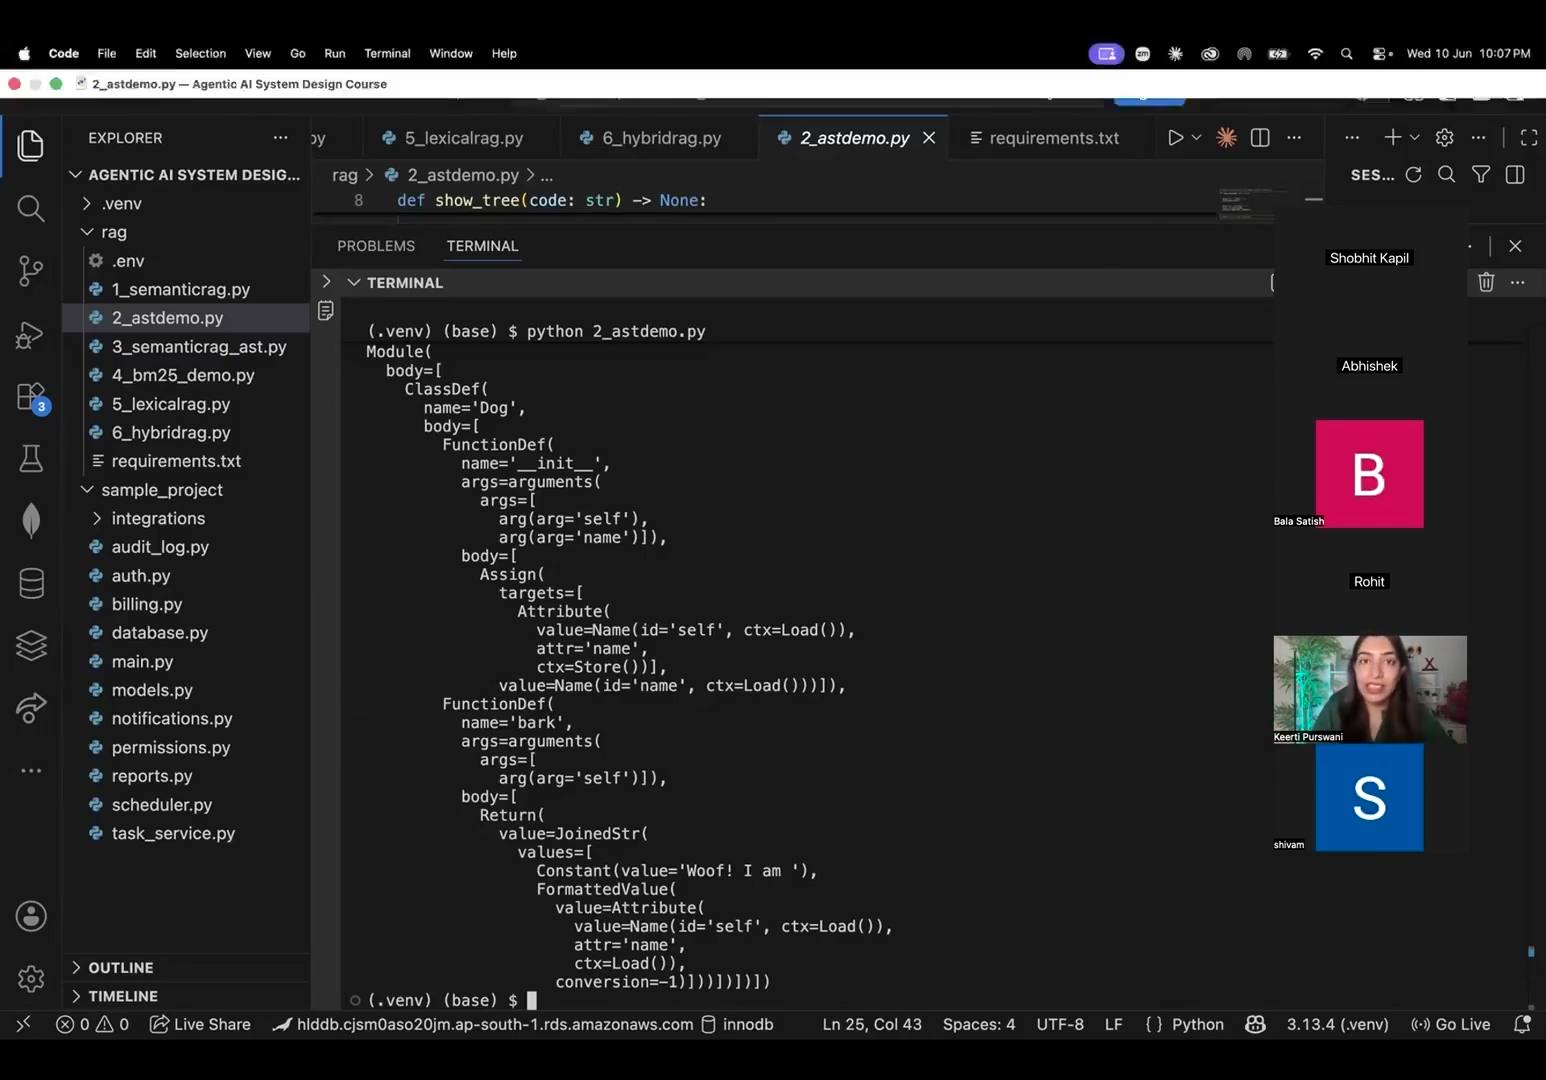 Code File Edit Selection View Go Run Terminal Window Help
zm
Wed 10 Jun 10:07 PM
2_astdemo.py — Agentic AI System Design Course
EXPLORER
py
5_lexicalrag.py
6_hybridrag.py
2_astdemo.py
requirements.txt
AGENTIC AI SYSTEM DESIG...
.venv
rag
.env
1_semanticrag.py
2_astdemo.py
3_semanticrag_ast.py
4_bm25_demo.py
5_lexicalrag.py
6_hybridrag.py
requirements.txt
sample_project
integrations
audit_log.py
auth.py
billing.py
database.py
main.py
models.py
notifications.py
permissions.py
reports.py
scheduler.py
task_service.py
OUTLINE
TIMELINE
3
rag > 2_astdemo.py > ...
8 def show_tree(code: str) -> None:
SES...
PROBLEMS TERMINAL
TERMINAL
(.venv) (base) $ python 2_astdemo.py
Module(
body=[
ClassDef(
name='Dog',
body=[
FunctionDef(
name='__init__',
args=arguments(
args=[
arg(arg='self'),
arg(arg='name')]),
body=[
Assign(
targets=[
Attribute(
value=Name(id='self', ctx=Load()),
attr='name',
ctx=Store())],
value=Name(id='name', ctx=Load()))]),
FunctionDef(
name='bark',
args=arguments(
args=[
arg(arg='self')]),
body=[
Return(
value=JoinedStr(
values=[
Constant(value='Woof! I am '),
FormattedValue(
value=Attribute(
value=Name(id='self', ctx=Load()),
attr='name',
ctx=Load()),
conversion=-1)]))])])])
(.venv) (base) $
Shobhit Kapil
Abhishek
B
Bala Satish
Rohit
Keerti Purswani
S
shivam
0 0 Live Share hlddb.cjsm0aso20jm.ap-south-1.rds.amazonaws.com innodb Ln 25, Col 43 Spaces: 4 UTF-8 LF { } Python 3.13.4 (.venv) Go Live